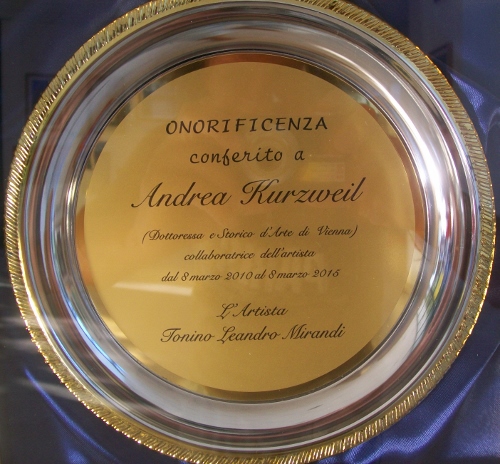 ONORIFICENZA
conferito a
Andrea Kurzweil
(Dottoressa e Storico d'Arte di Vienna)
collaboratrice dell'artista
dal 8 marzo 2010 al 8 marzo 2015
L'Artista
Tonino Leandro Mirandi